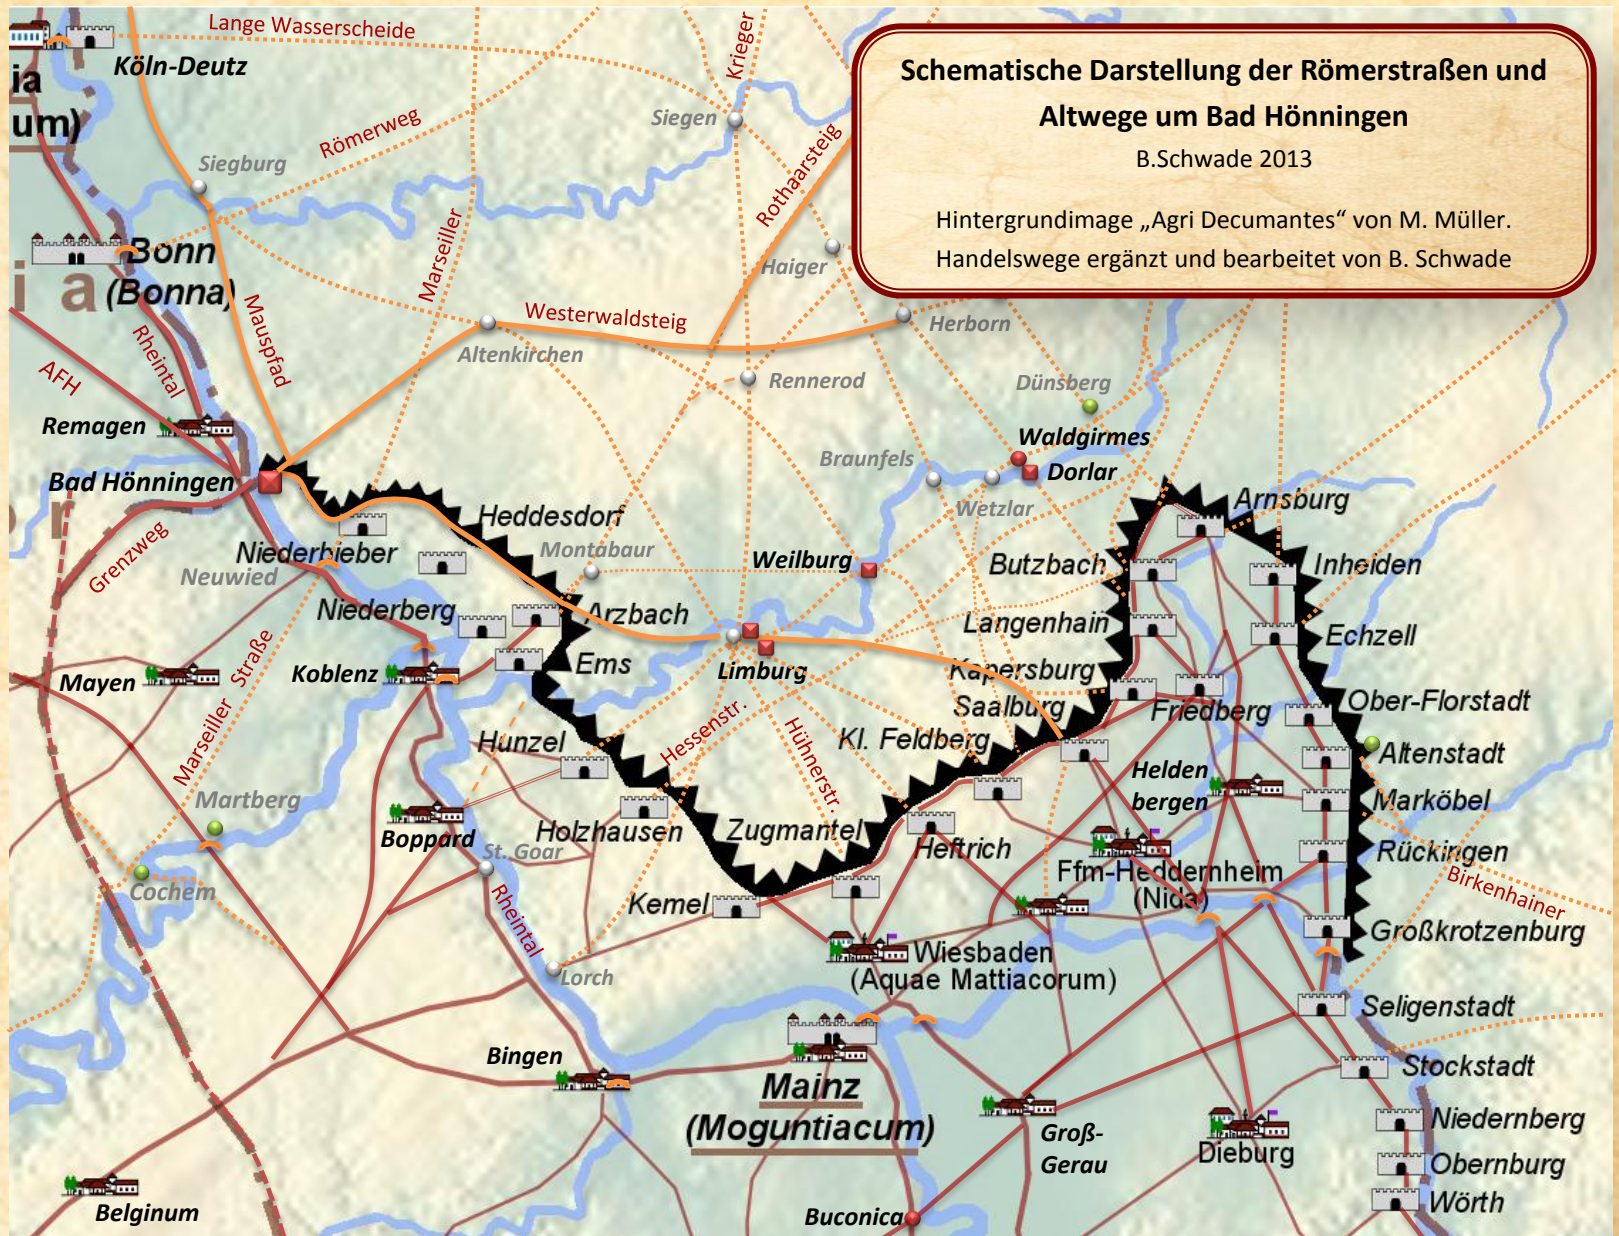 Schematische Darstellung der Römerstraßen und
Altwege um Bad Hönningen
B.Schwade 2013
Hintergrundimage „Agri Decumantes“ von M. Müller.
Handelswege ergänzt und bearbeitet von B. Schwade
Lange Wasserscheide
Krieger
Köln-Deutz
ia
um)
Siegen
Römerweg
Siegburg
Rothaarsteig
Marseiller
Bonn
(Bonna)
i a
Haiger
Mauspfad
Westerwaldsteig
Herborn
Rheintal
Altenkirchen
AFH
Rennerod
Dünsberg
Remagen
Waldgirmes
Braunfels
Dorlar
Bad Hönningen
Wetzlar
Arnsburg
r
Heddesdorf
Grenzweg
Niederbieber
Montabaur
Weilburg
Butzbach
Inheiden
Neuwied
Niederberg
Arzbach
Langenhain
Echzell
Marseiller Straße
Mayen
Koblenz
Ems
Limburg
Kapersburg
Saalburg
Friedberg
Ober-Florstadt
Hessenstr.
Hühnerstr.
Hunzel
Kl. Feldberg
Altenstadt
Helden
bergen
Martberg
Marköbel
Boppard
Holzhausen
Zugmantel
Heftrich
Rückingen
St. Goar
Ffm-Heddernheim
(Nida)
Birkenhainer
Cochem
Kemel
Rheintal
Großkrotzenburg
Wiesbaden
(Aquae Mattiacorum)
Lorch
Seligenstadt
Bingen
Stockstadt
Mainz
(Moguntiacum)
Groß-
Gerau
Niedernberg
Dieburg
Obernburg
Belginum
Buconica
Wörth